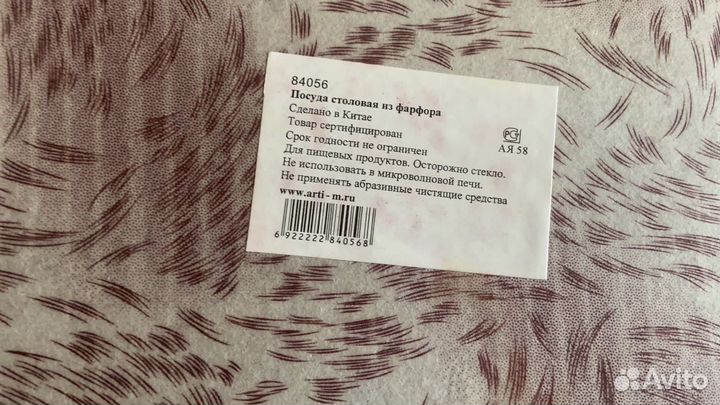 84056
Посуда столовая из фарфора
Сделано в Китае
Товар сертифицирован
Срок годности не ограничен
Для пищевых продуктов. Осторожно стекло.
Не использовать в микроволновой печи.
Не применять абразивные чистящие средства
www.arti-m.ru
6 922222 840568
РСТ
АЯ 58
Avito